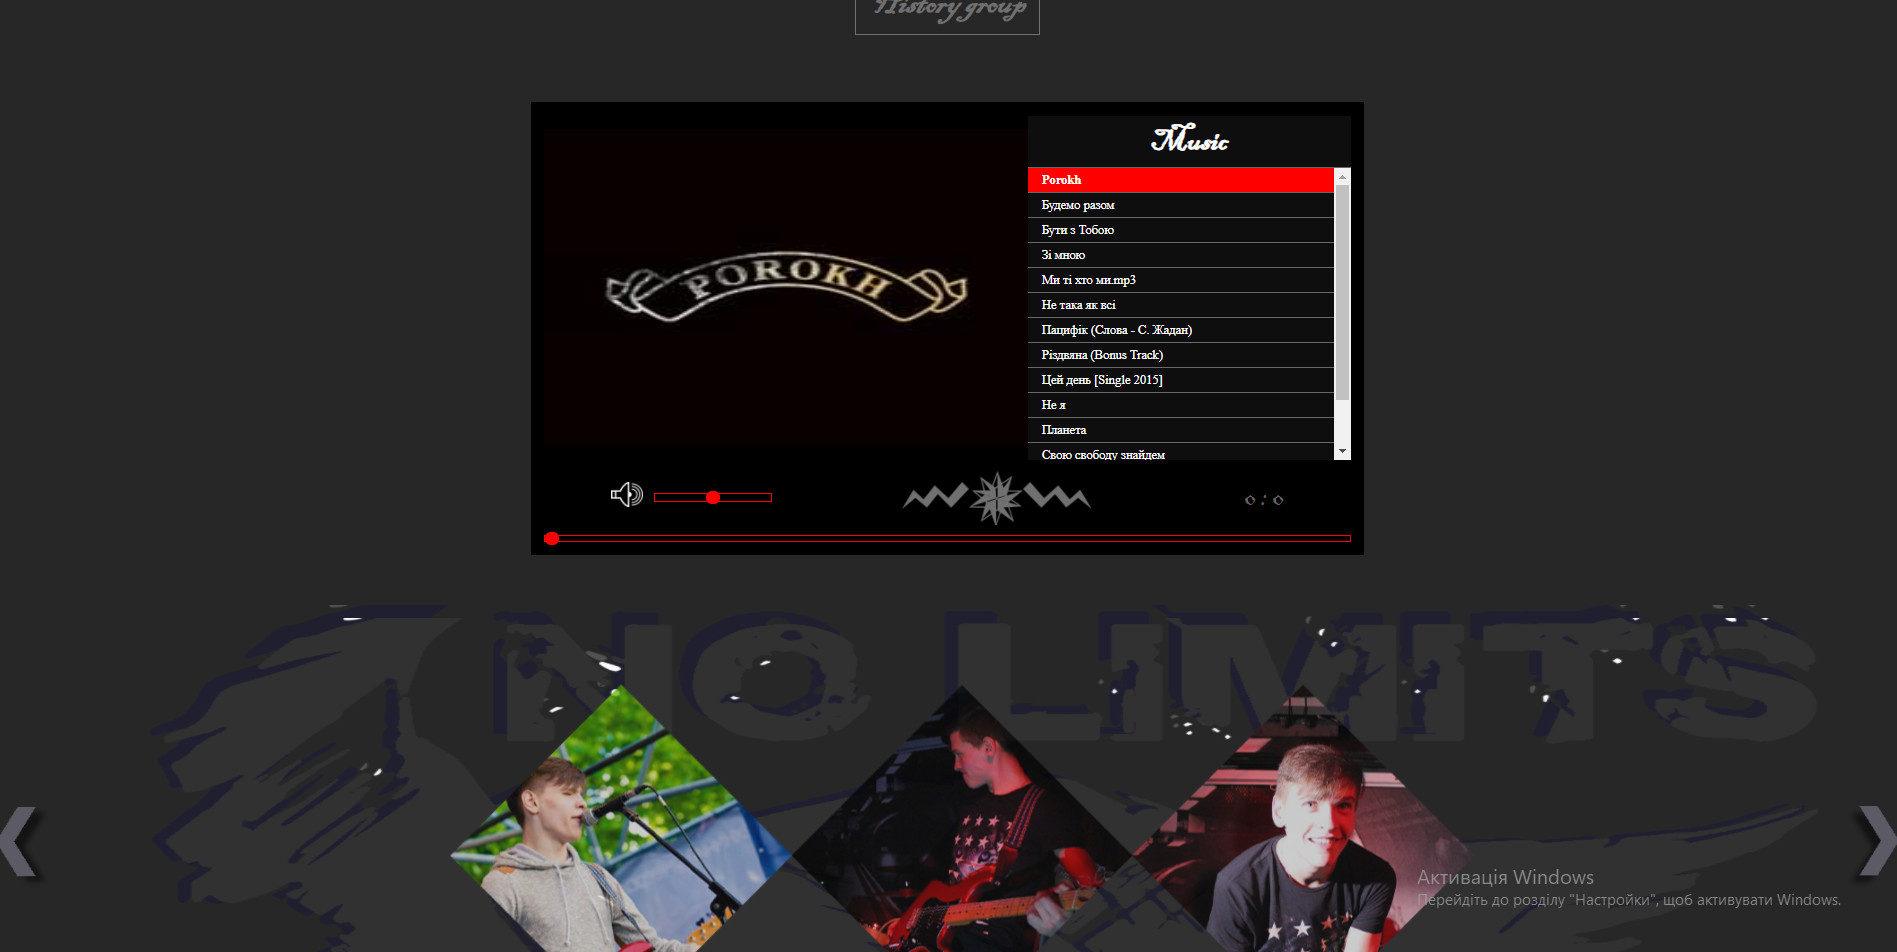 History group
Music
POROKH
Porokh
Будемо разом
Бути з Тобою
Зі мною
Ми ті хто ми.mp3
Не така як всі
Пацифік (Слова - С. Жадан)
Різдвяна (Bonus Track)
Цей день [Single 2015]
Не я
Планета
Свою свободу знайдем
0 : 0
NO LIMITS
Активація Windows
Перейдіть до розділу "Настройки", щоб активувати Windows.